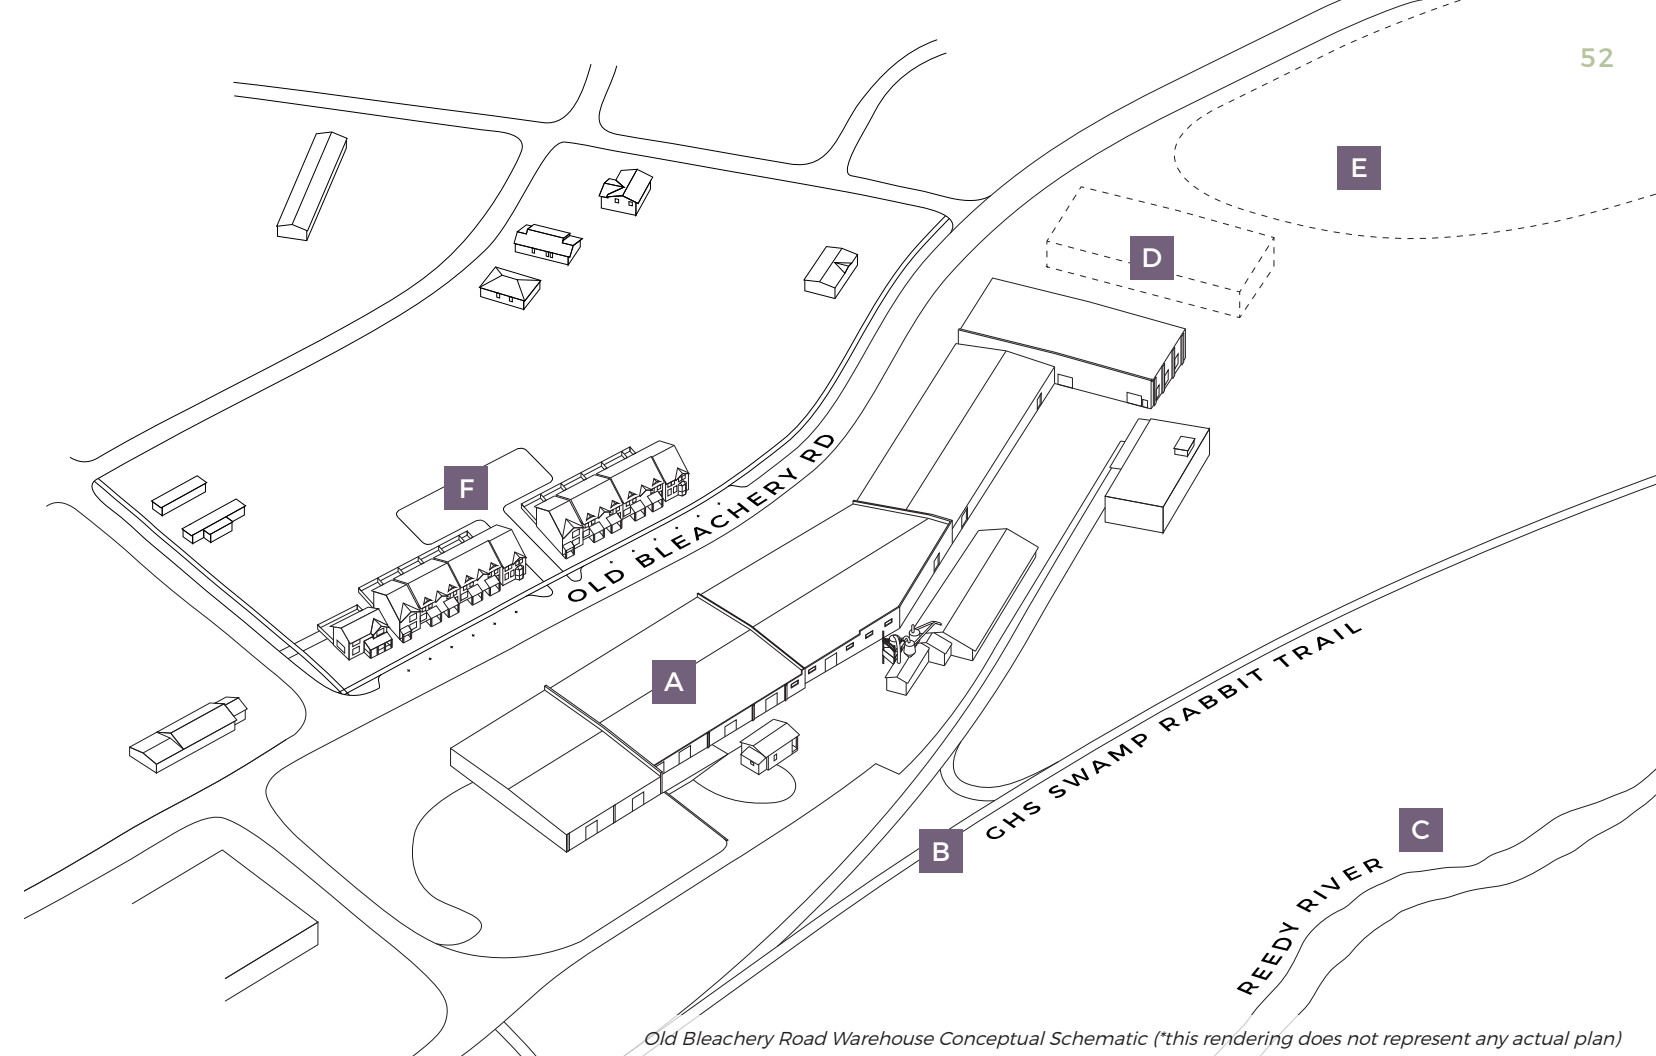 52
E
D
F
OLD BLEACHERY RD
A
GHS SWAMP RABBIT TRAIL
B
C
REEDY RIVER
Old Bleachery Road Warehouse Conceptual Schematic (*this rendering does not represent any actual plan)